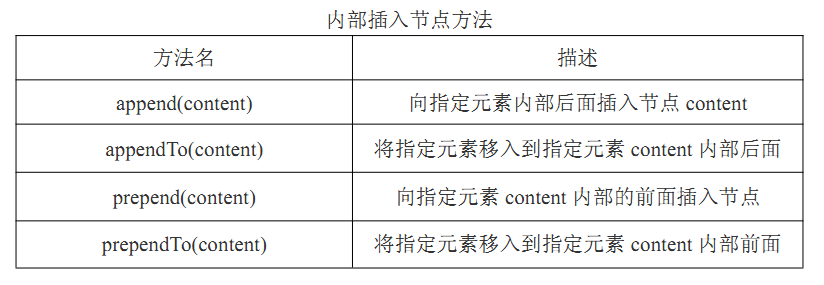 内部插入节点方法
方法名 描述
append(content) 向指定元素内部后面插入节点 content
appendTo(content) 将指定元素移入到指定元素 content 内部后面
prepend(content) 向指定元素 content 内部的前面插入节点
prependTo(content) 将指定元素移入到指定元素 content 内部前面